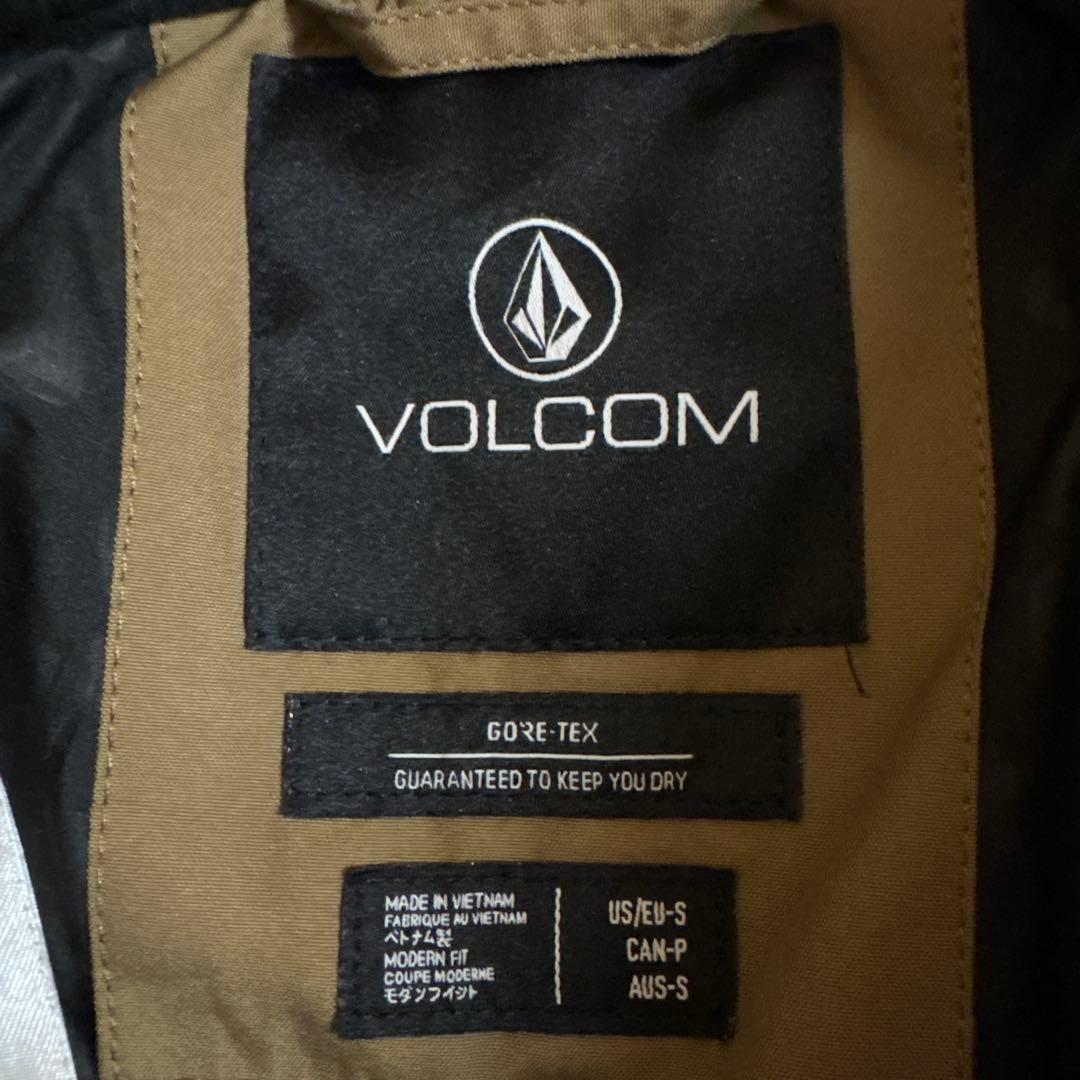 VOLCOM
GORE-TEX
GUARANTEED TO KEEP YOU DRY
MADE IN VIETNAM
FABRIQUE AU VIETNAM
ベトナム製
MODERN FIT
COUPE MODERNE
モダンフィット
US/EU-S
CAN-P
AUS-S